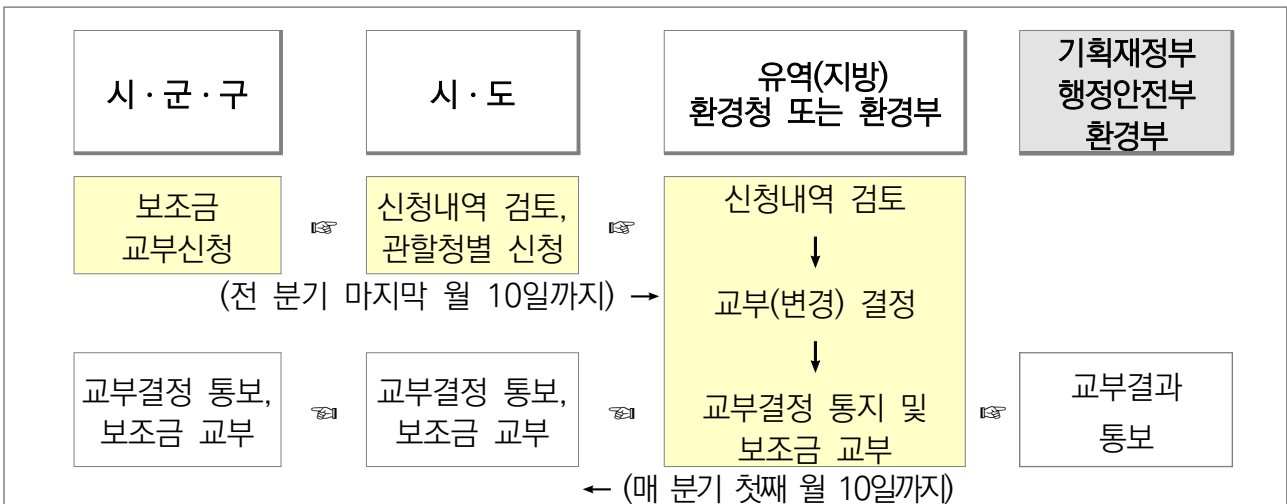 시·군·구
시·도
유역(지방)
환경청 또는 환경부
기획재정부
행정안전부
환경부
보조금
교부신청
☞
신청내역 검토,
관할청별 신청
☞
신청내역 검토
↓
(전 분기 마지막 월 10일까지) →
교부(변경) 결정
↓
교부결정 통보,
보조금 교부
☜
교부결정 통보,
보조금 교부
☜
교부결정 통지 및
보조금 교부
☞
교부결과
통보
← (매 분기 첫째 월 10일까지)